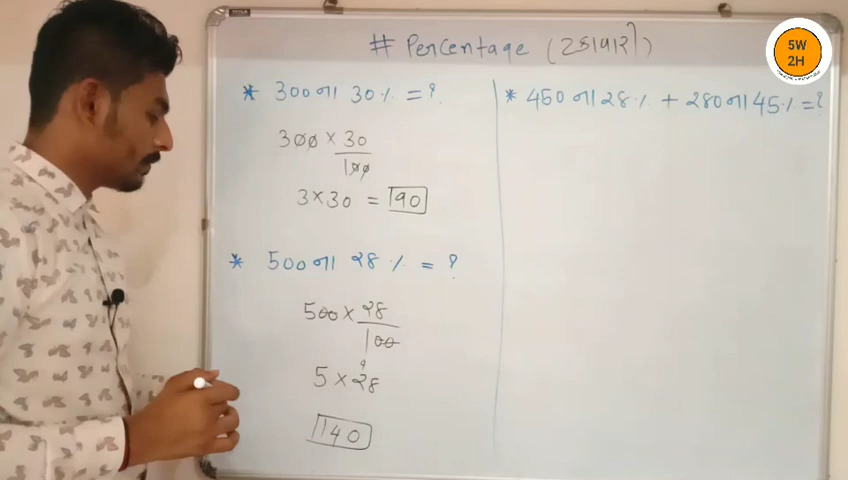 # Percentage (ટકાવારી)
5W
2H
* 300ના 30% = ?
300 × 30
100
3 × 30 = 90
* 500ના 28% = ?
500 × 28
100
5 × 28
140
* 450ના 28% + 280ના 45% = ?